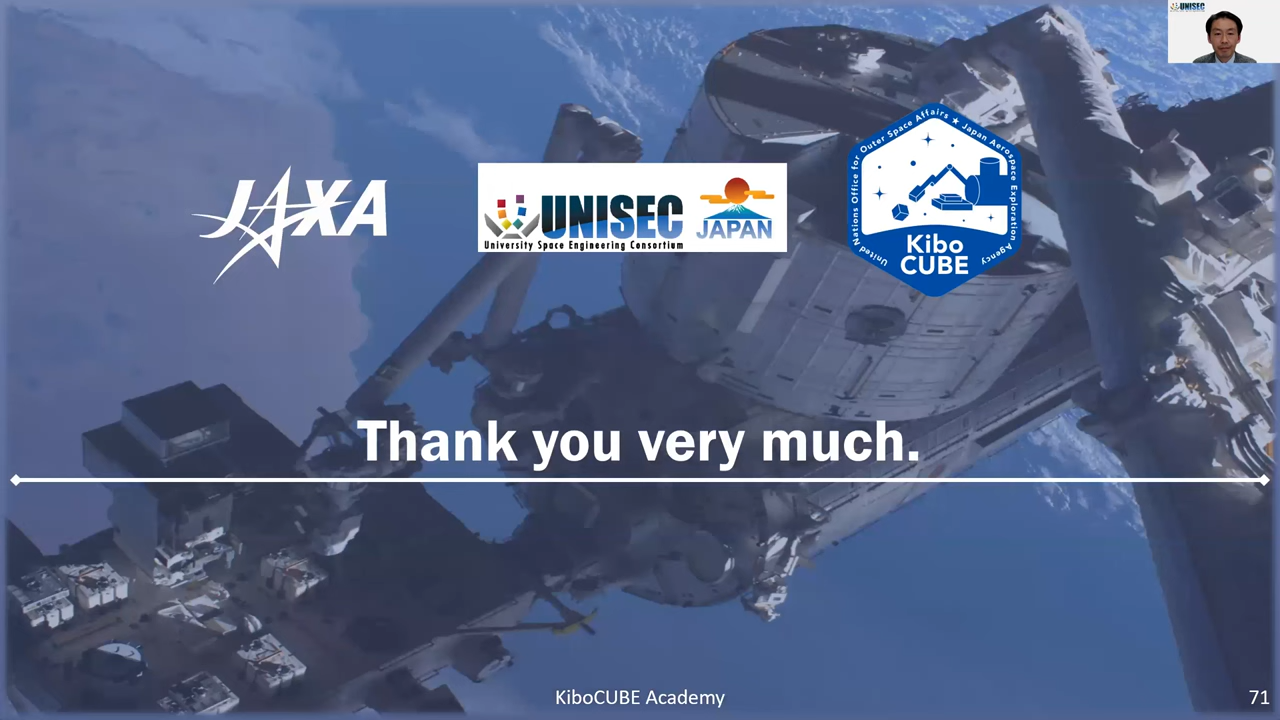 UNISEC
JAXA
UNISEC
University Space Engineering Consortium
JAPAN
United Nations Office for Outer Space Affairs ★ Japan Aerospace Exploration Agency
Kibo
CUBE
Thank you very much.
KiboCUBE Academy
71